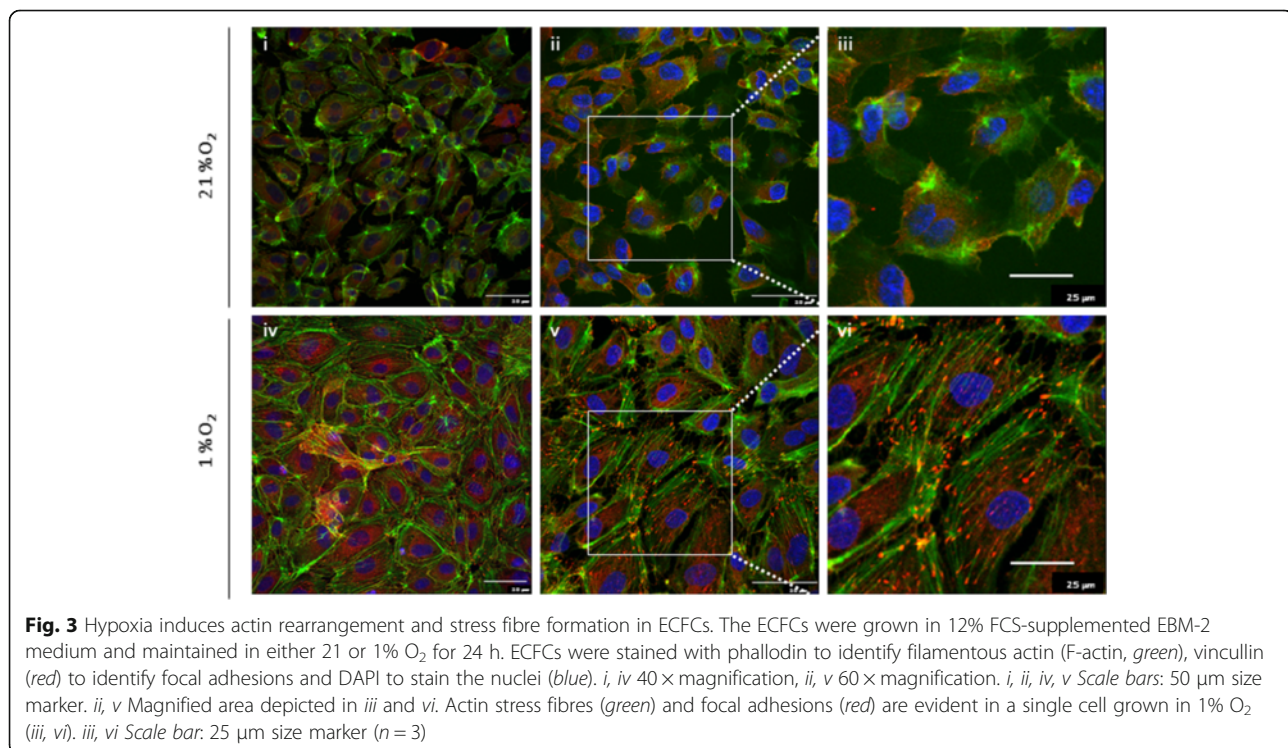 i
ii
iii
21 % O₂
25 µm
iv
v
vi
1 % O₂
25 µm
Fig. 3 Hypoxia induces actin rearrangement and stress fibre formation in ECFCs. The ECFCs were grown in 12% FCS-supplemented EBM-2
medium and maintained in either 21 or 1% O₂ for 24 h. ECFCs were stained with phallodin to identify filamentous actin (F-actin, green), vincullin
(red) to identify focal adhesions and DAPI to stain the nuclei (blue). i, iv 40 × magnification, ii, v 60 × magnification. i, ii, iv, v Scale bars: 50 μm size
marker. ii, v Magnified area depicted in iii and vi. Actin stress fibres (green) and focal adhesions (red) are evident in a single cell grown in 1% O₂
(iii, vi). iii, vi Scale bar: 25 μm size marker (n = 3)